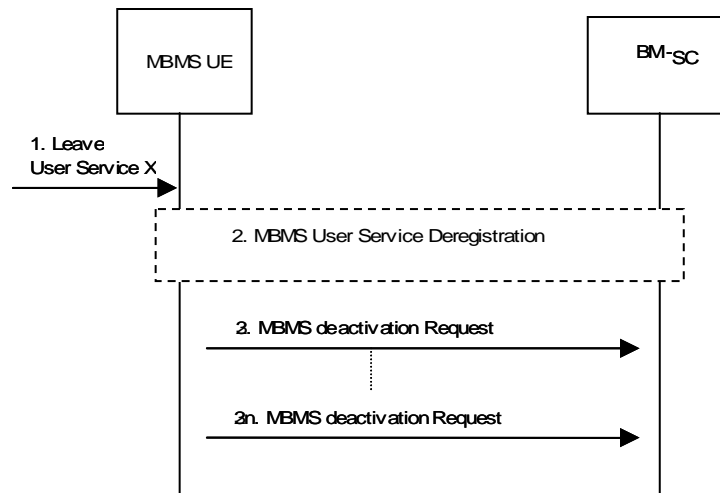 MBMS UE
BM-SC
1. Leave
User Service X
2. MBMS User Service Deregistration
3. MBMS deactivation Request
3n. MBMS deactivation Request